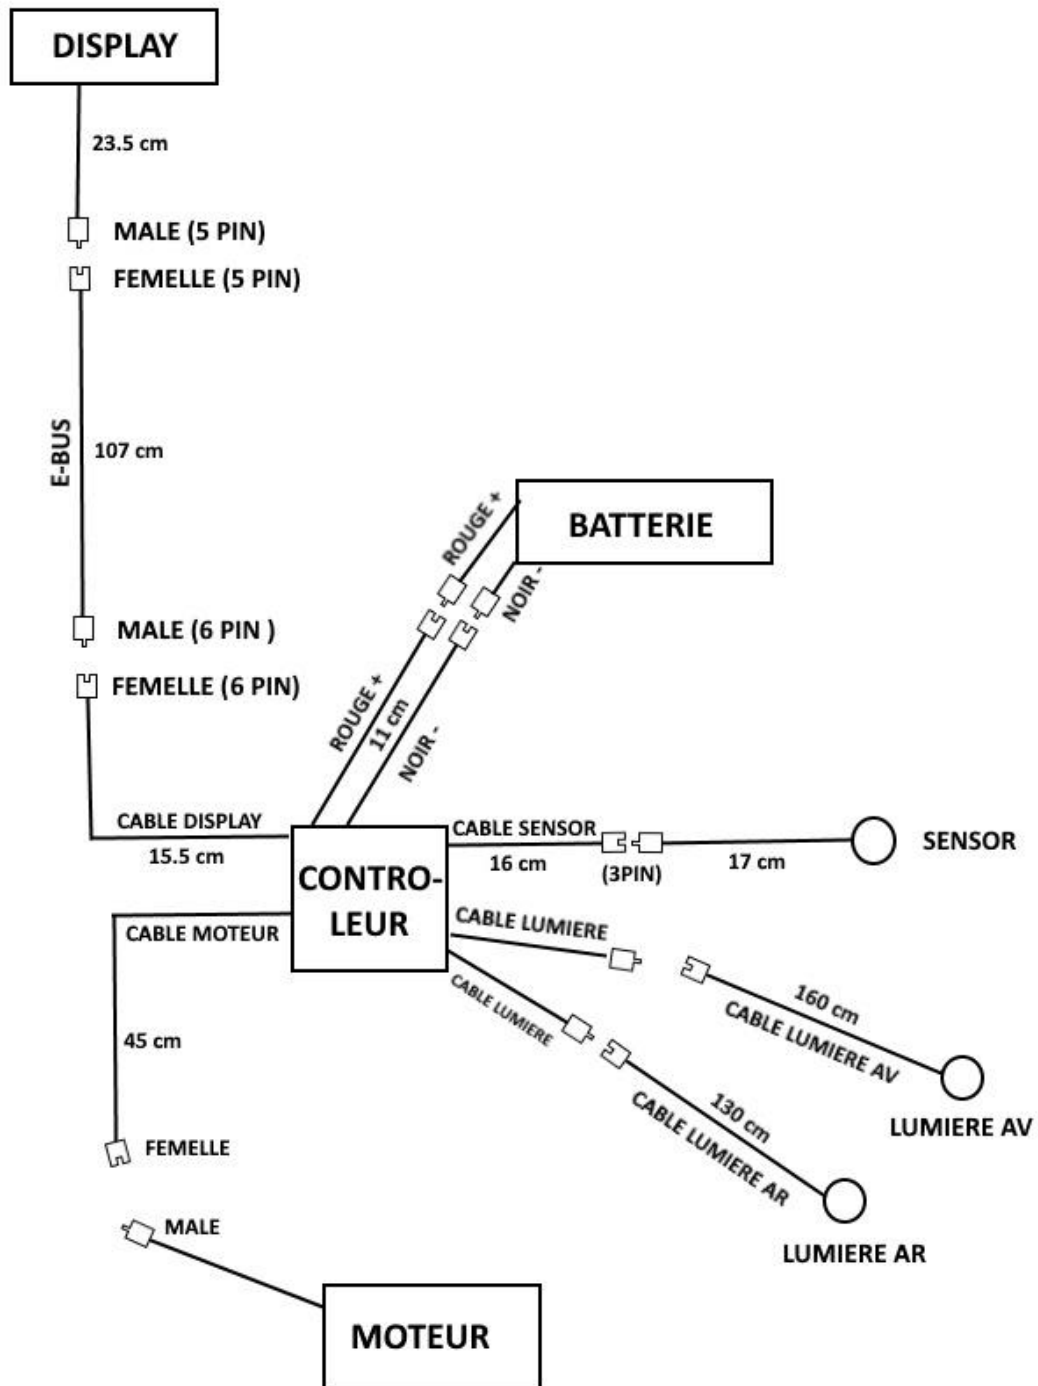 DISPLAY
23.5 cm
MALE (5 PIN)
FEMELLE (5 PIN)
E-BUS
107 cm
ROUGE +
BATTERIE
NOIR -
MALE (6 PIN )
FEMELLE (6 PIN)
ROUGE +
11 cm
NOIR -
CABLE DISPLAY
15.5 cm
CABLE SENSOR
16 cm
(3PIN)
17 cm
SENSOR
CONTRO-
LEUR
CABLE MOTEUR
45 cm
CABLE LUMIERE
CABLE LUMIERE
160 cm
CABLE LUMIERE AV
LUMIERE AV
130 cm
CABLE LUMIERE AR
LUMIERE AR
FEMELLE
MALE
MOTEUR